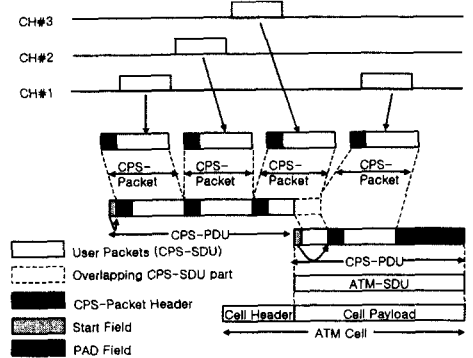 CH#3
CH#2
CH#1
CPS-Packet
CPS-Packet
CPS-Packet
CPS-Packet
CPS-PDU
User Packets (CPS-SDU)
Overlapping CPS-SDU part
CPS-Packet Header
Start Field
PAD Field
CPS-PDU
ATM-SDU
Cell Header
Cell Payload
ATM Cell